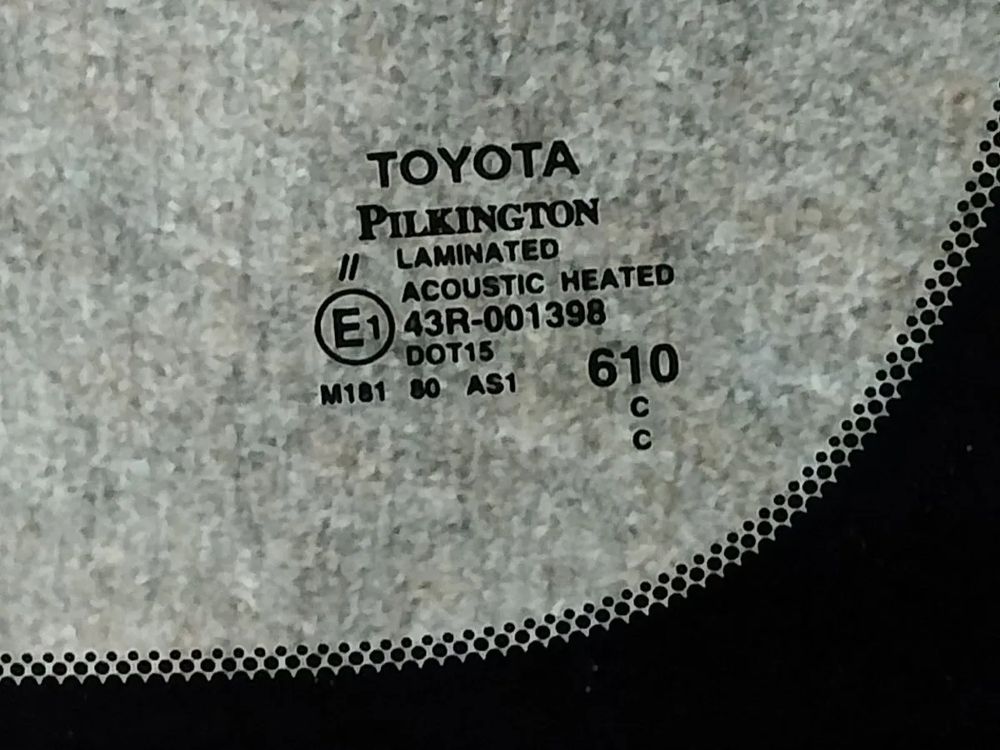 TOYOTA
PILKINGTON
// LAMINATED
ACOUSTIC HEATED
E1 43R-001398
DOT15
M181 80 AS1 610
C
C